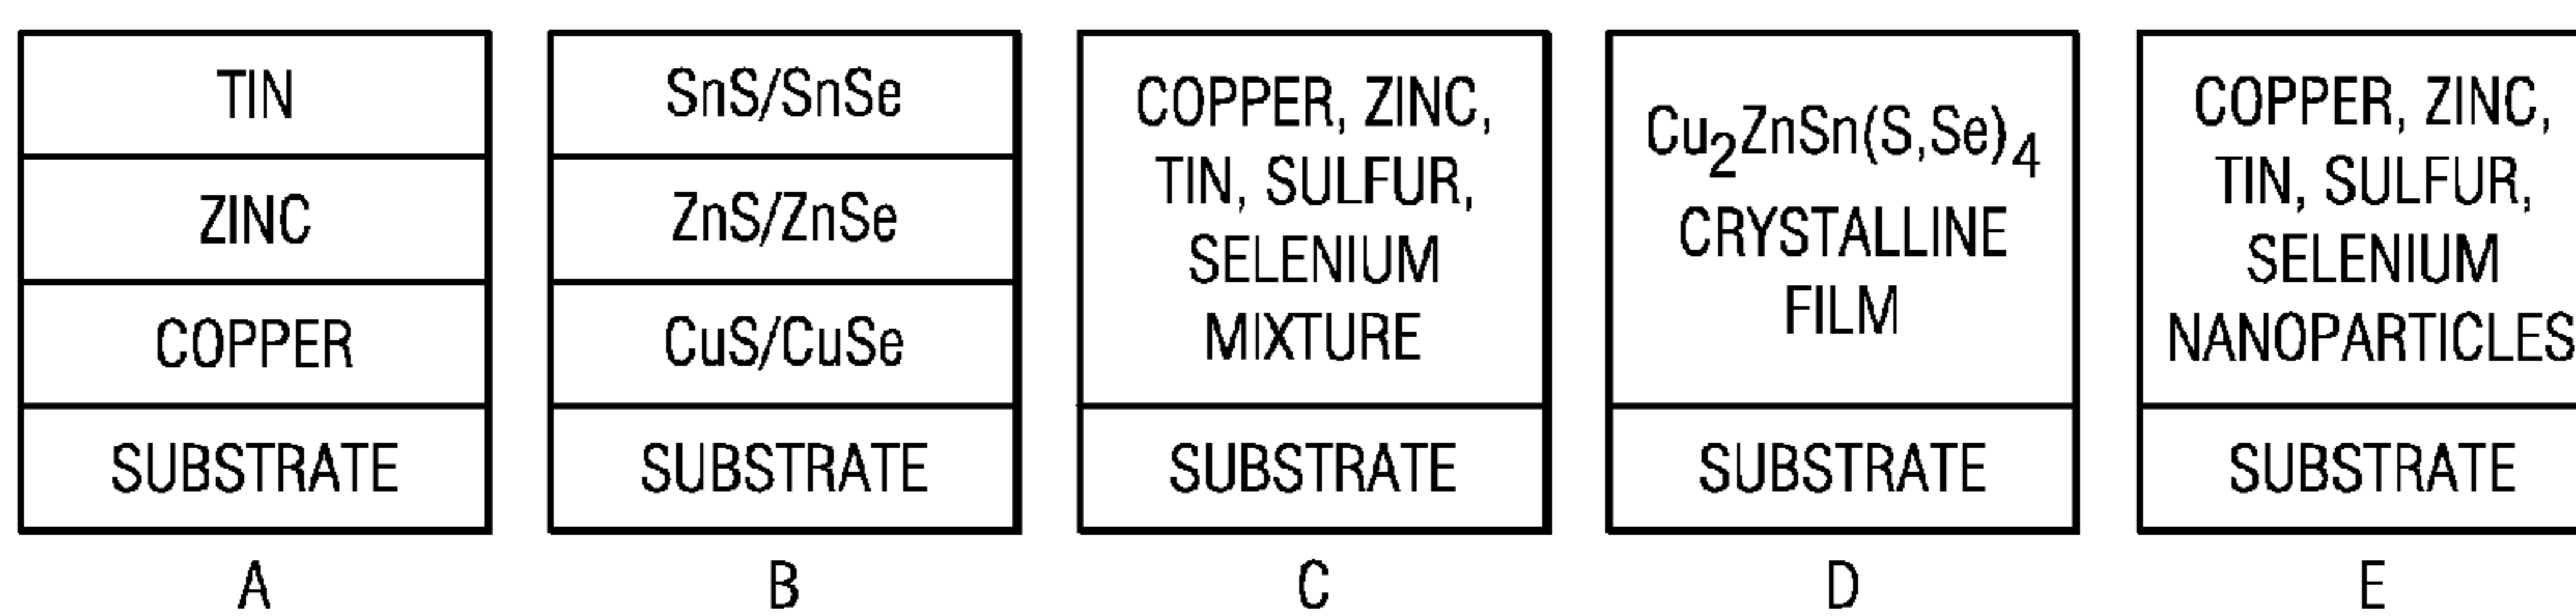 TIN
ZINC
COPPER
SUBSTRATE
A
SnS/SnSe
ZnS/ZnSe
CuS/CuSe
SUBSTRATE
B
COPPER, ZINC,
TIN, SULFUR,
SELENIUM
MIXTURE
SUBSTRATE
C
Cu2ZnSn(S,Se)4
CRYSTALLINE
FILM
SUBSTRATE
D
COPPER, ZINC,
TIN, SULFUR,
SELENIUM
NANOPARTICLES
SUBSTRATE
E